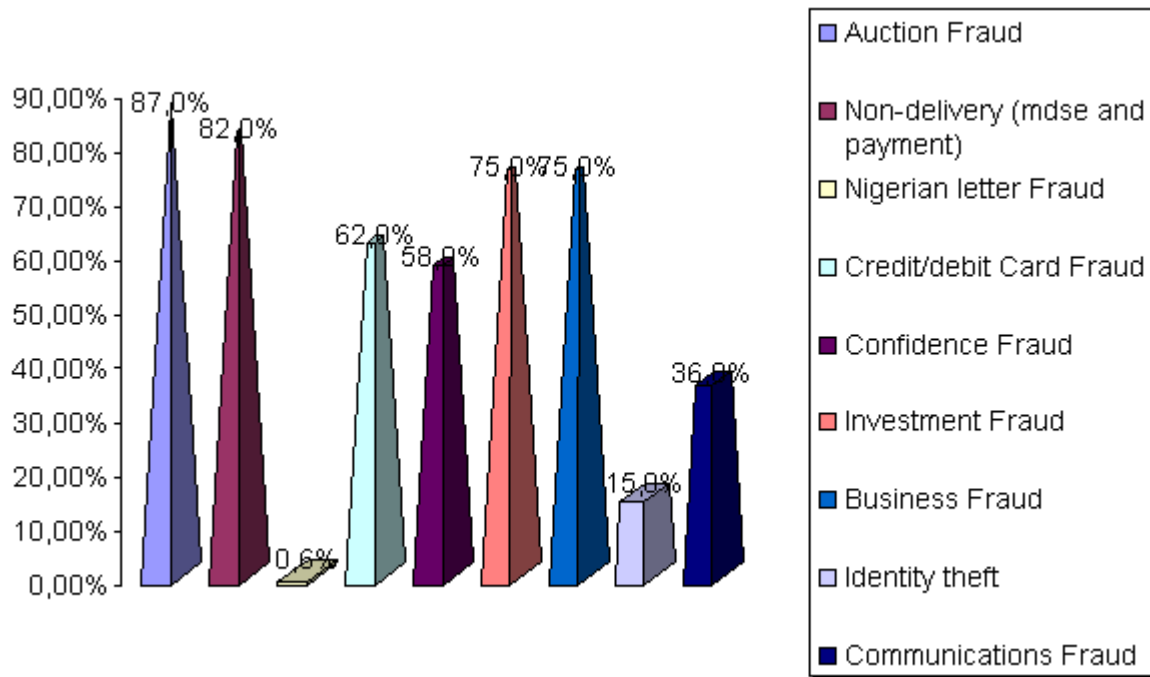 90,00%
80,00%
70,00%
60,00%
50,00%
40,00%
30,00%
20,00%
10,00%
0,00%
87,0%
82,0%
0,6%
62,0%
58,0%
75,0%
75,0%
15,0%
36,0%
Auction Fraud
Non-delivery (mdse and
payment)
Nigerian letter Fraud
Credit/debit Card Fraud
Confidence Fraud
Investment Fraud
Business Fraud
Identity theft
Communications Fraud